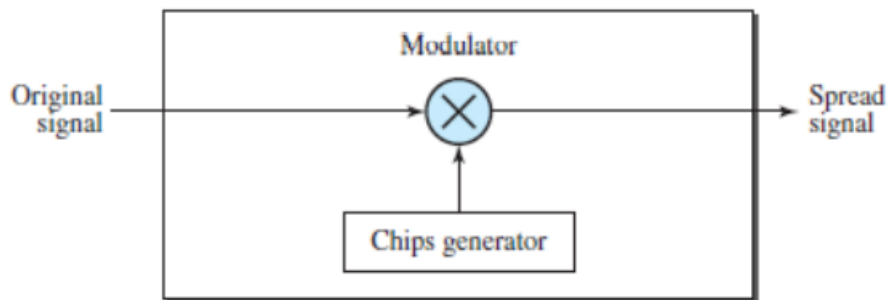 Modulator
Original
signal
Spread
signal
Chips generator